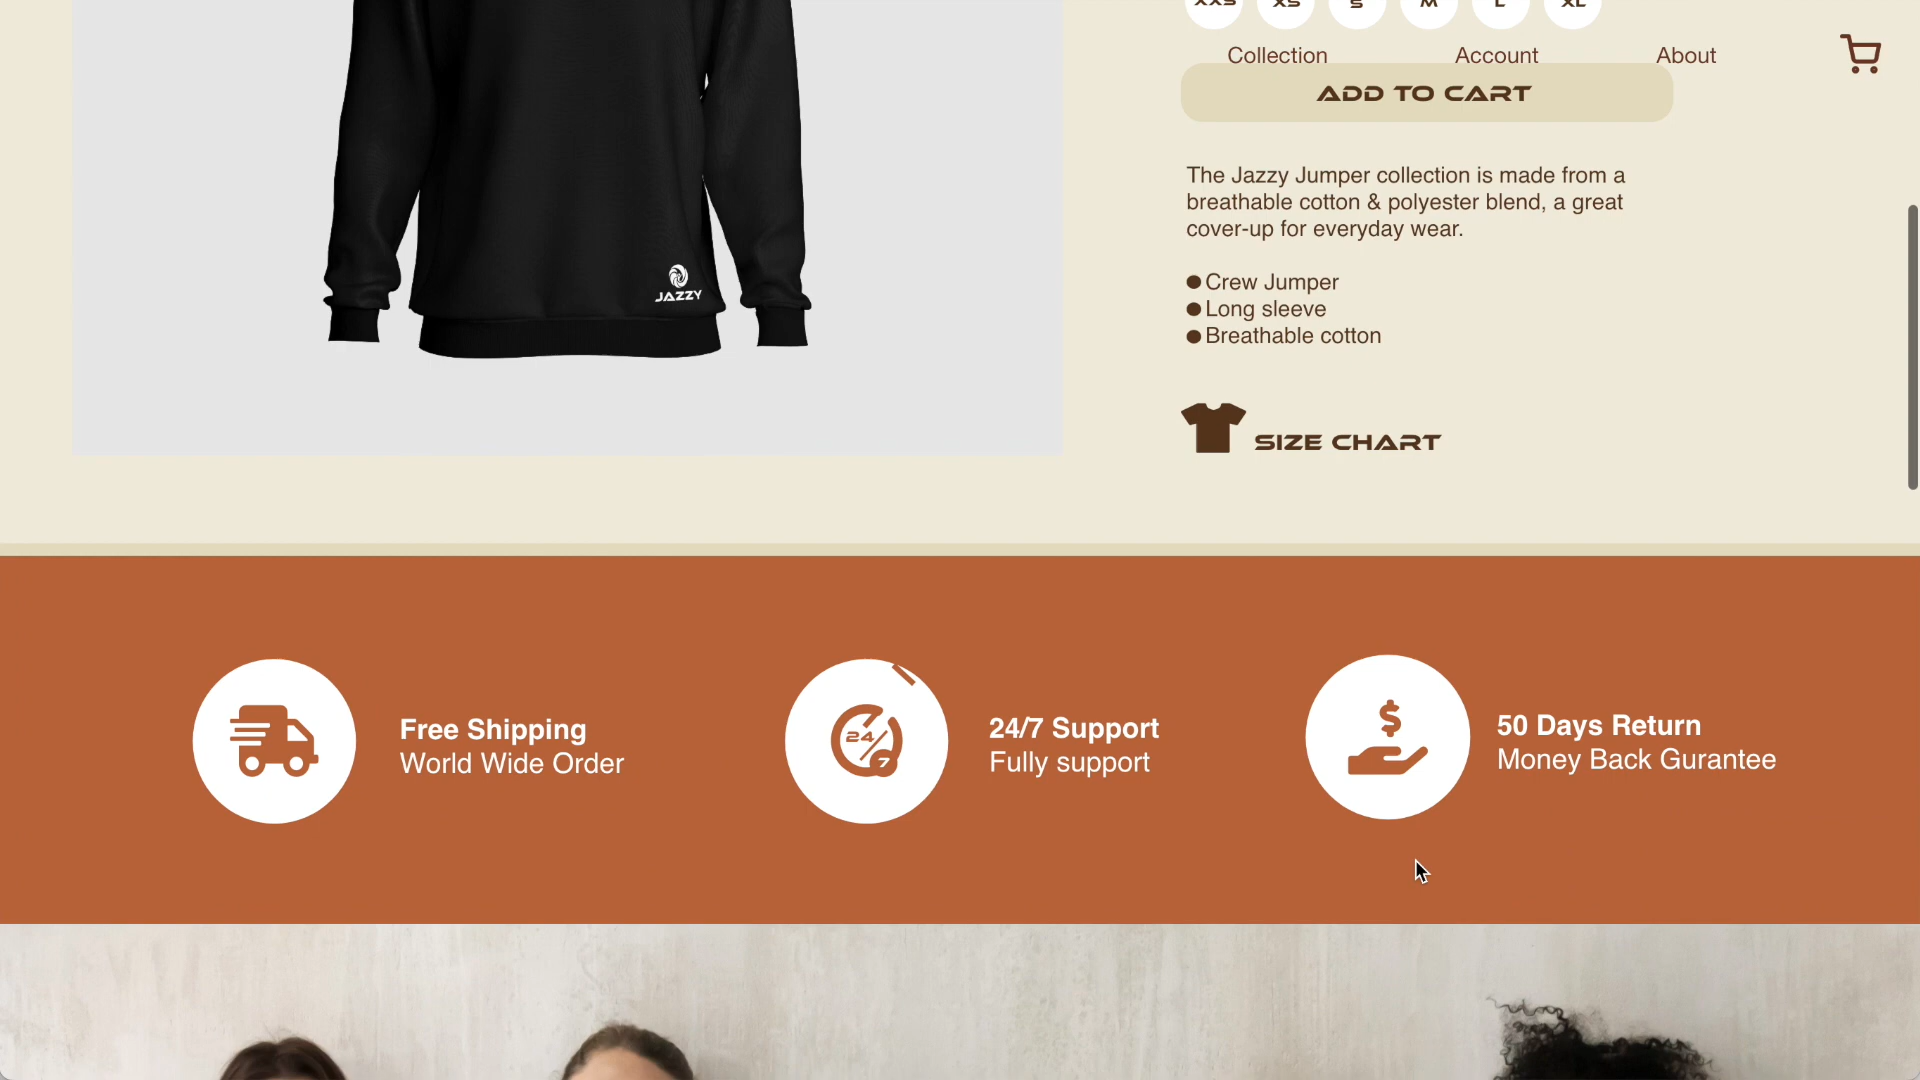 XXS XS S M L XL
Collection Account About
ADD TO CART
The Jazzy Jumper collection is made from a
breathable cotton & polyester blend, a great
cover-up for everyday wear.
Crew Jumper
Long sleeve
Breathable cotton
JAZZY
SIZE CHART
Free Shipping
World Wide Order
24/7
24/7 Support
Fully support
$
50 Days Return
Money Back Gurantee